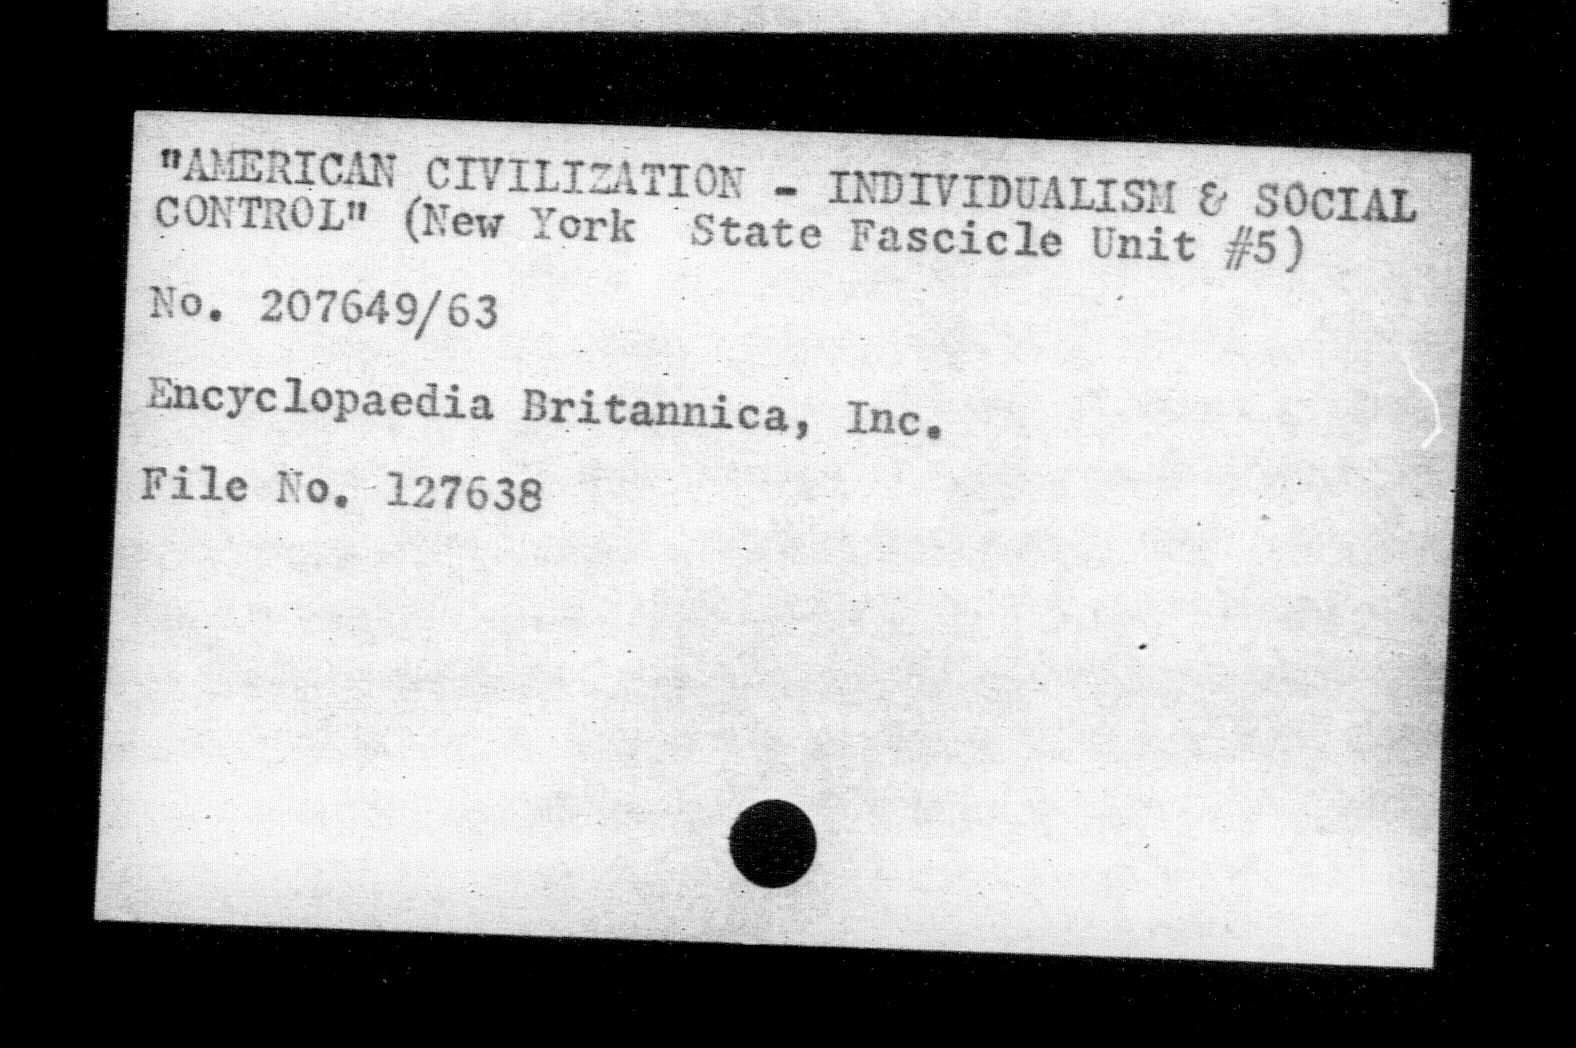 "AMERICAN CIVILIZATION - INDIVIDUALISM & SOCIAL
CONTROL" (New York State Fascicle Unit #5)
No. 207649/63
Encyclopaedia Britannica, Inc.
File No. 127638